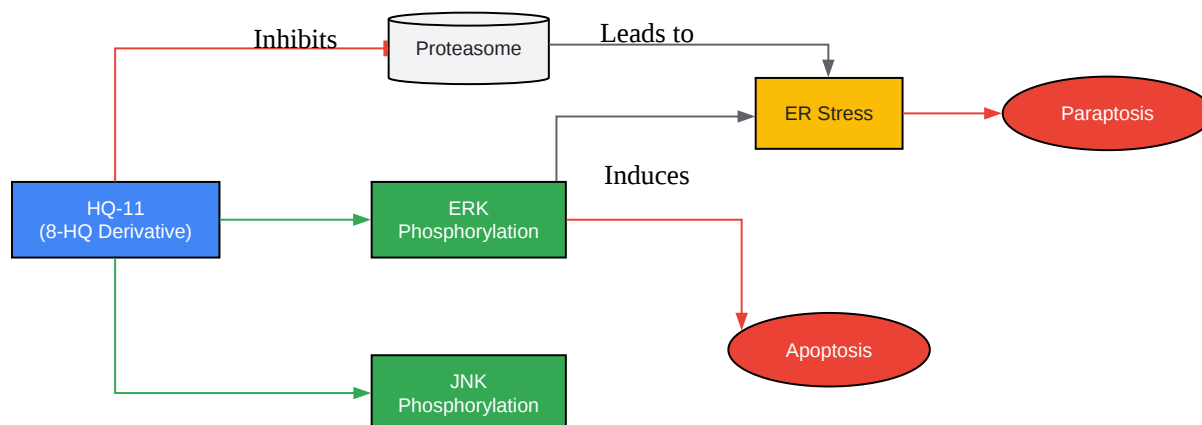 Inhibits
Proteasome
Leads to
ER Stress
Paraptosis
Induces
HQ-11
(8-HQ Derivative)
ERK
Phosphorylation
Apoptosis
JNK
Phosphorylation